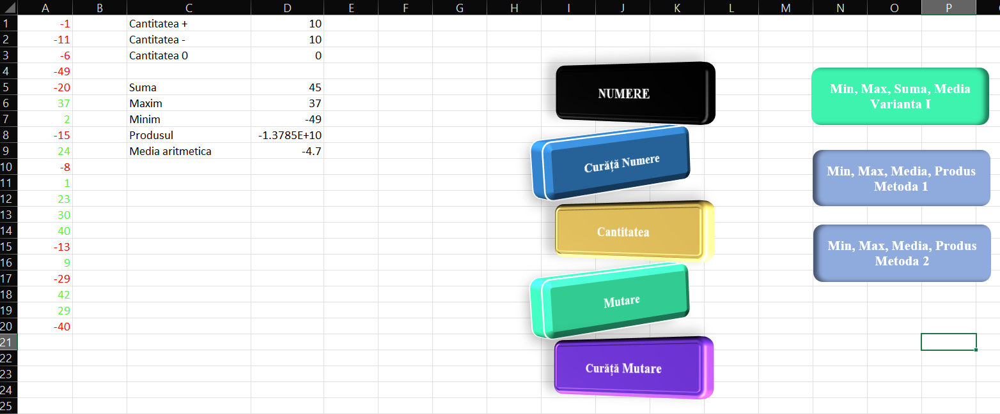 A B C D E F G H I J K L M N O P
1 -1 Cantitatea + 10
2 -11 Cantitatea - 10
3 -6 Cantitatea 0 0
4 -49
5 -20 Suma 45
6 37 Maxim 37
7 2 Minim -49
8 -15 Produsul -1.3785E+10
9 24 Media aritmetica -4.7
10 -8
11 1
12 23
13 30
14 40
15 -13
16 9
17 -29
18 42
19 29
20 -40
21
22
23
24
25
NUMERE
Curăță Numere
Cantitatea
Mutare
Curăță Mutare
Min, Max, Suma, Media
Varianta I
Min, Max, Media, Produs
Metoda 1
Min, Max, Media, Produs
Metoda 2